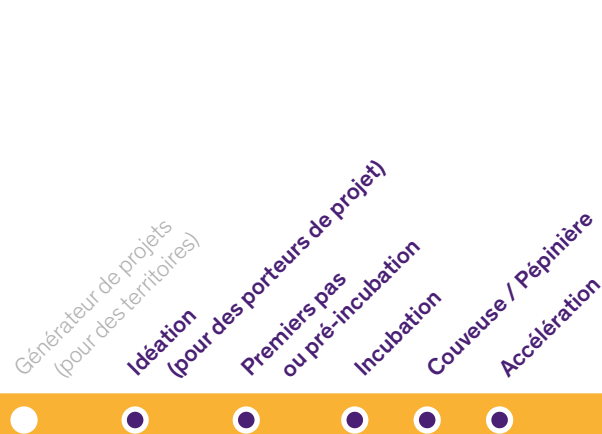 Générateur de projets
(pour des territoires)
Idéation
(pour des porteurs de projet)
Premiers pas
ou pré-incubation
Incubation
Couveuse / Pépinière
Accélération